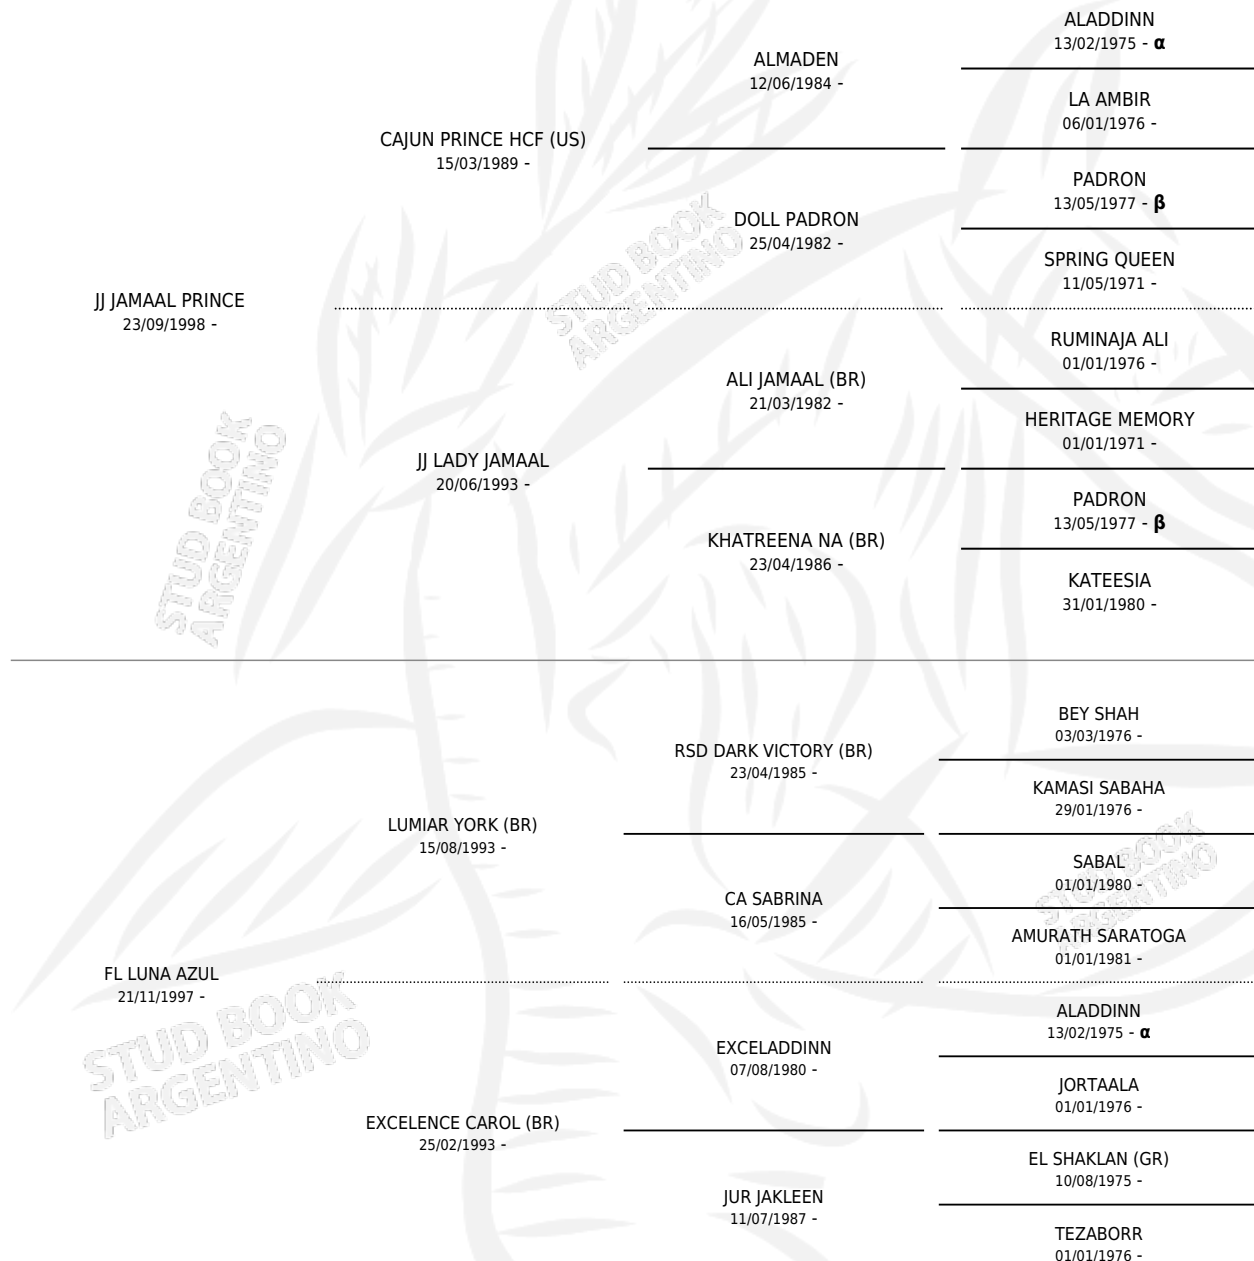 ALADDINN
13/02/1975 - α
ALMADEN
12/06/1984 -
LA AMBIR
06/01/1976 -
CAJUN PRINCE HCF (US)
15/03/1989 -
PADRON
13/05/1977 - β
DOLL PADRON
25/04/1982 -
SPRING QUEEN
11/05/1971 -
STUD BOOK
ARGENTINO
JJ JAMAAL PRINCE
23/09/1998 -
RUMINAJA ALI
01/01/1976 -
ALI JAMAAL (BR)
21/03/1982 -
HERITAGE MEMORY
01/01/1971 -
JJ LADY JAMAAL
20/06/1993 -
PADRON
13/05/1977 - β
KHATREENA NA (BR)
23/04/1986 -
KATEESIA
31/01/1980 -
STUD BOOK
ARGENTINO
BEY SHAH
03/03/1976 -
RSD DARK VICTORY (BR)
23/04/1985 -
KAMASI SABAHA
29/01/1976 -
LUMIAR YORK (BR)
15/08/1993 -
SABAL
01/01/1980 -
CA SABRINA
16/05/1985 -
AMURATH SARATOGA
01/01/1981 -
STUD BOOK
ARGENTINO
FL LUNA AZUL
21/11/1997 -
ALADDINN
13/02/1975 - α
EXCELADDINN
07/08/1980 -
JORTAALA
01/01/1976 -
STUD BOOK
ARGENTINO
EXCELENCE CAROL (BR)
25/02/1993 -
EL SHAKLAN (GR)
10/08/1975 -
JUR JAKLEEN
11/07/1987 -
TEZABORR
01/01/1976 -